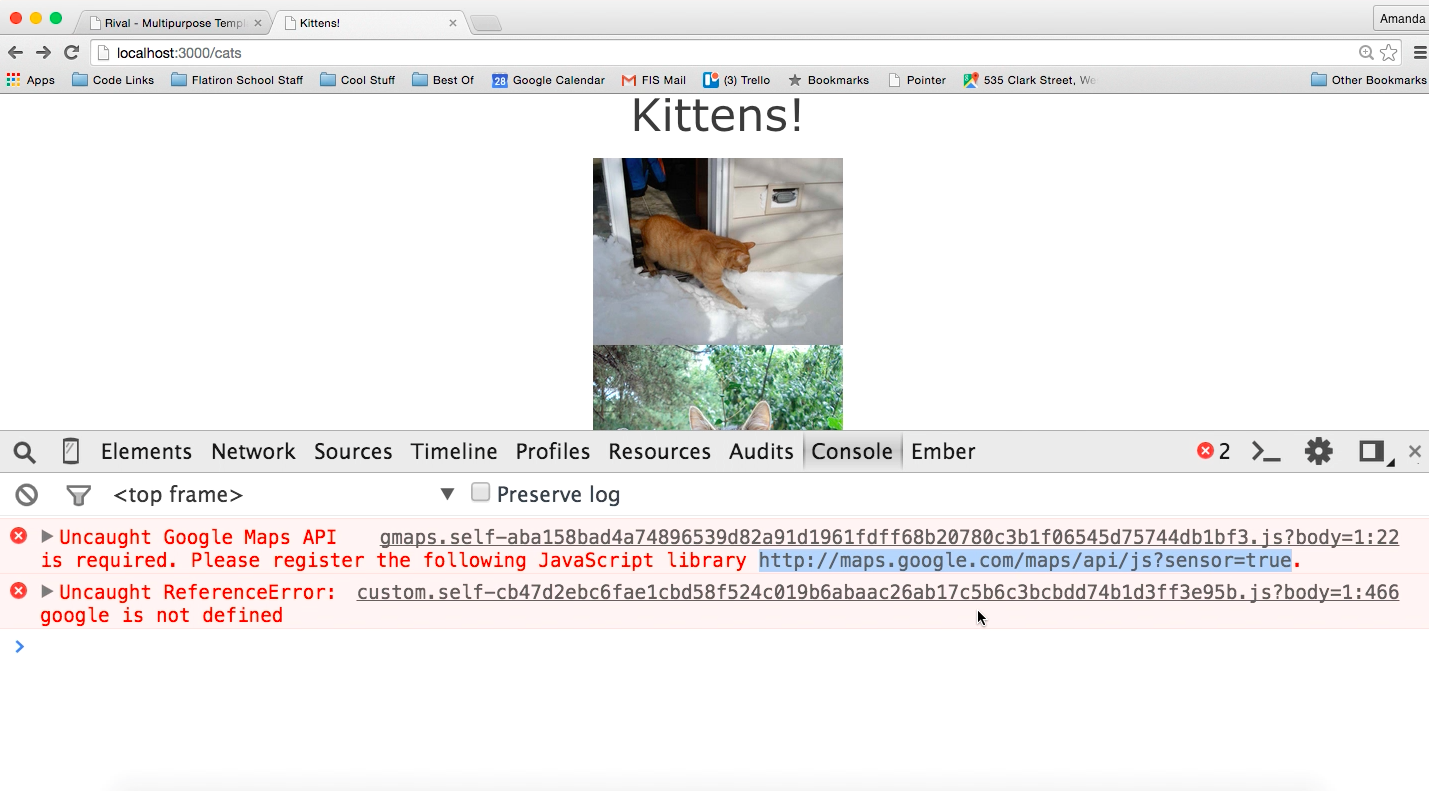 Rival - Multipurpose Templ
Kittens!
Amanda
localhost:3000/cats
Apps
Code Links
Flatiron School Staff
Cool Stuff
Best Of
28
Google Calendar
FIS Mail
(3) Trello
Bookmarks
Pointer
535 Clark Street, We
Other Bookmarks
Kittens!
Elements Network Sources Timeline Profiles Resources Audits Console Ember
2
<top frame>
Preserve log
Uncaught Google Maps API gmaps.self-aba158bad4a74896539d82a91d1961fdff68b20780c3b1f06545d75744db1bf3.js?body=1:22
is required. Please register the following JavaScript library http://maps.google.com/maps/api/js?sensor=true.
Uncaught ReferenceError: custom.self-cb47d2ebc6fae1cbd58f524c019b6abaac26ab17c5b6c3bcbdd74b1d3ff3e95b.js?body=1:466
google is not defined